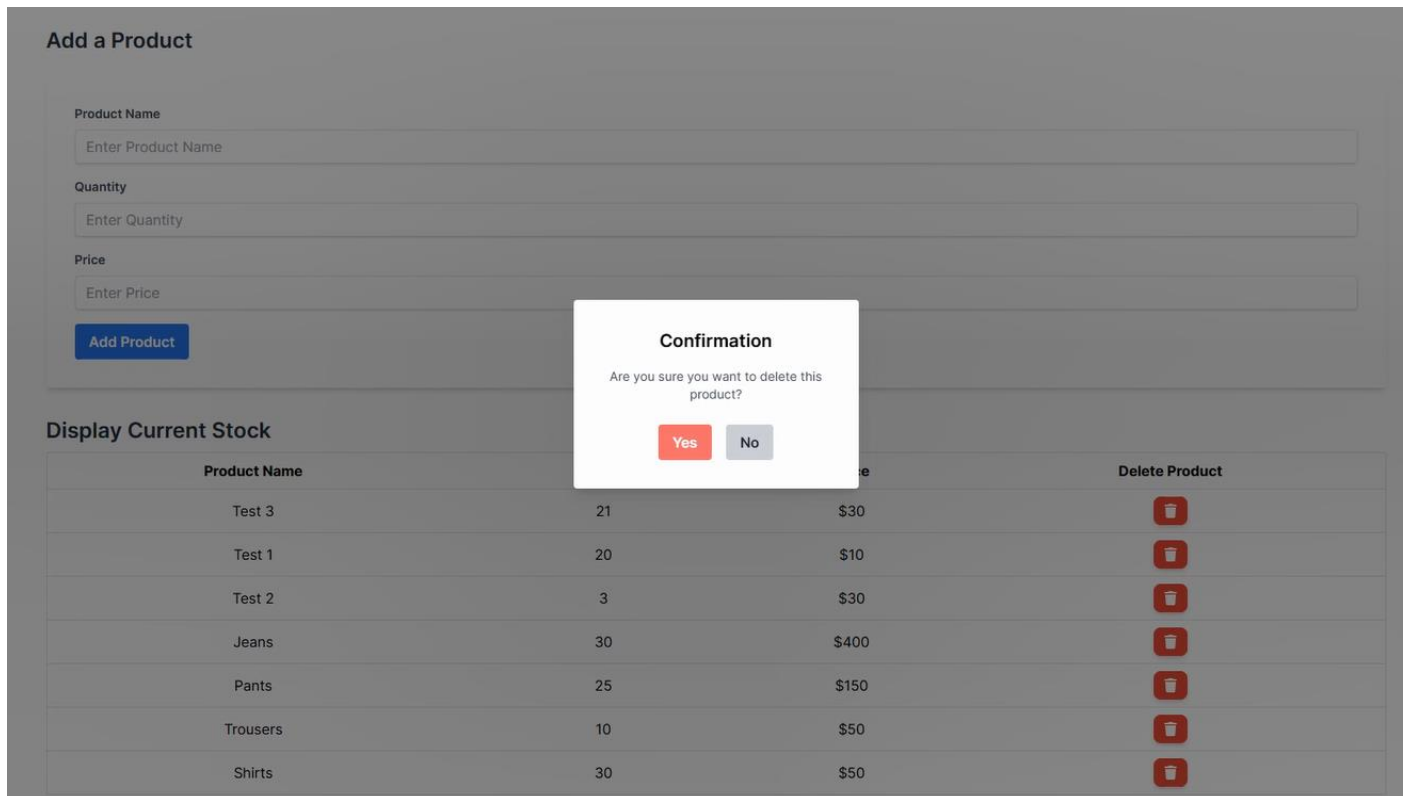 Add a Product
Product Name
Enter Product Name
Quantity
Enter Quantity
Price
Enter Price
Add Product
Confirmation
Are you sure you want to delete this
product?
Yes No
Display Current Stock
Product Name e Delete Product
Test 3 21 $30
Test 1 20 $10
Test 2 3 $30
Jeans 30 $400
Pants 25 $150
Trousers 10 $50
Shirts 30 $50